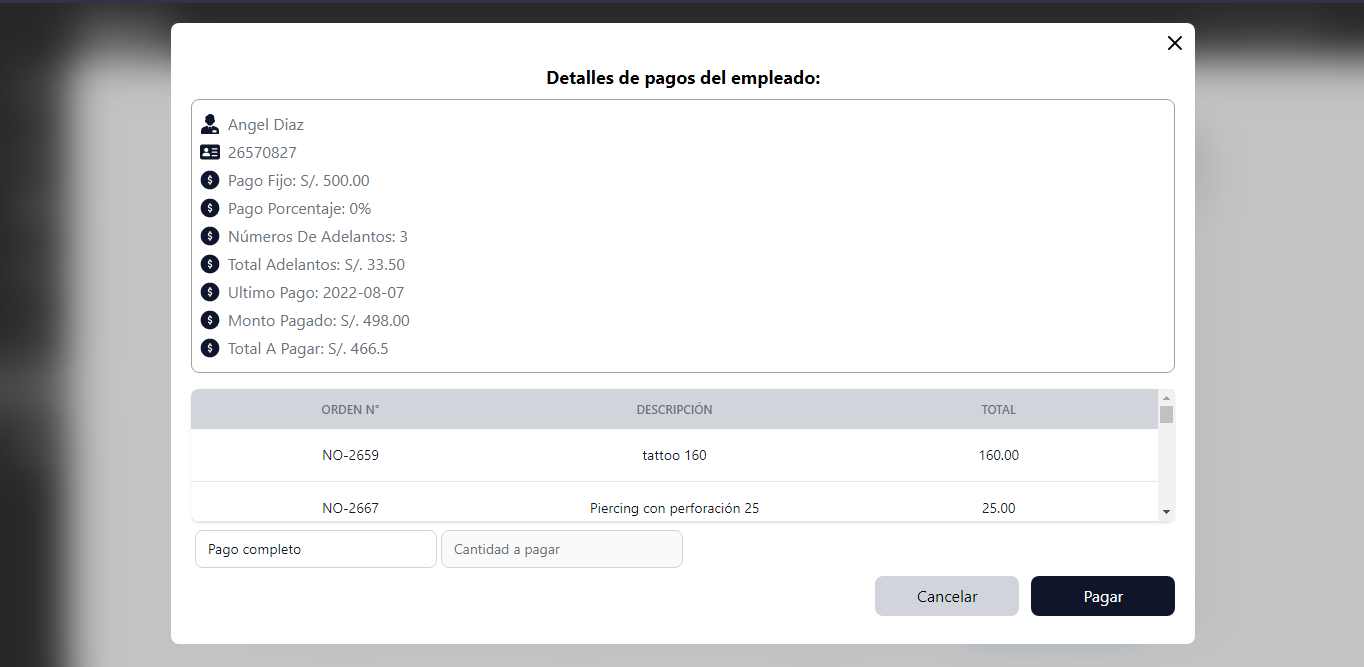 Detalles de pagos del empleado:
Angel Diaz
26570827
Pago Fijo: S/. 500.00
Pago Porcentaje: 0%
Números De Adelantos: 3
Total Adelantos: S/. 33.50
Ultimo Pago: 2022-08-07
Monto Pagado: S/. 498.00
Total A Pagar: S/. 466.5
ORDEN N° DESCRIPCIÓN TOTAL
NO-2659 tattoo 160 160.00
NO-2667 Piercing con perforación 25 25.00
Pago completo Cantidad a pagar
Cancelar Pagar